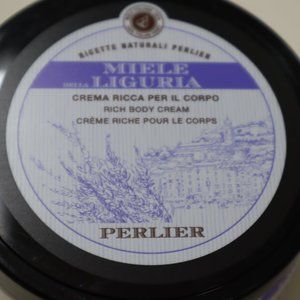 RICETTE NATURALI PERLIER
MIELE
DELLA LIGURIA
CREMA RICCA PER IL CORPO
RICH BODY CREAM
CRÈME RICHE POUR LE CORPS
PERLIER